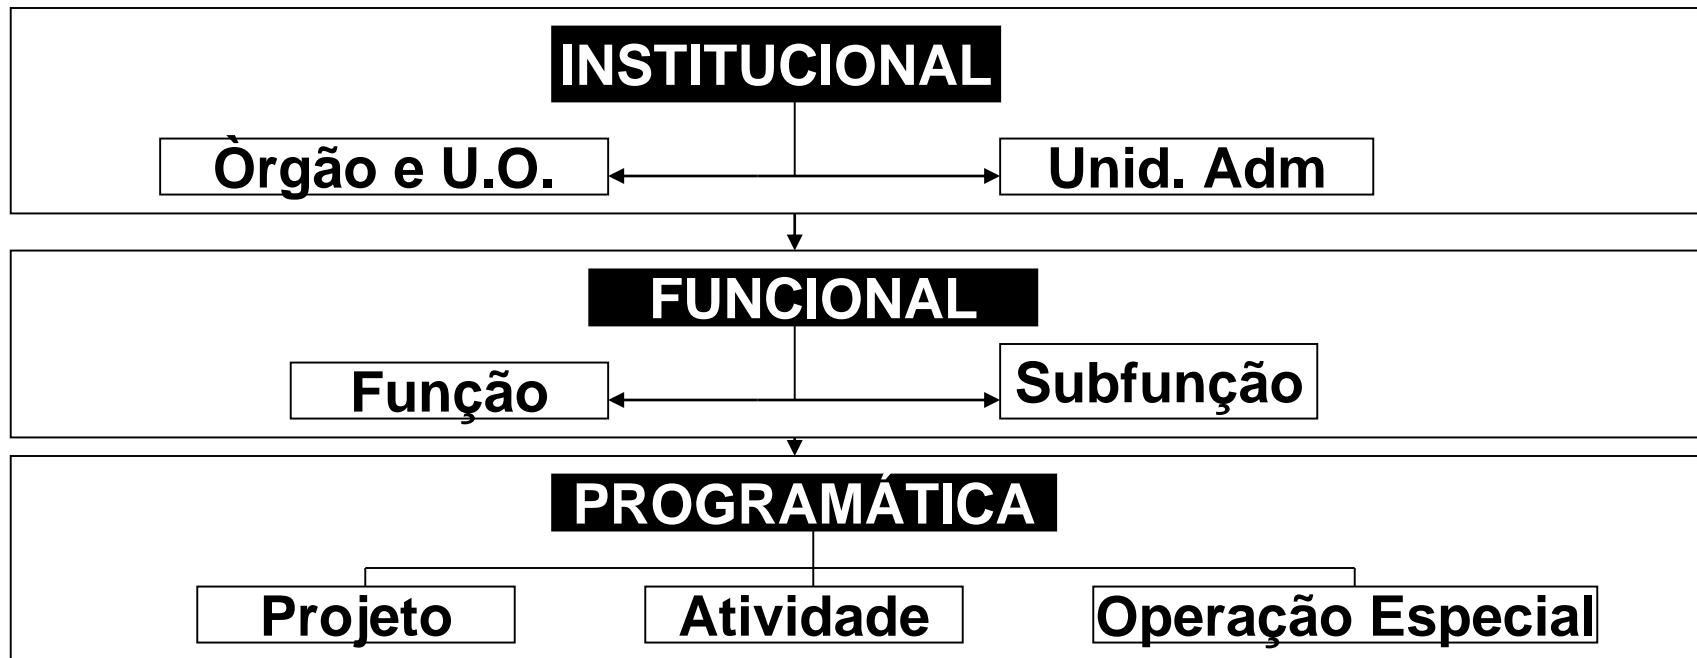 INSTITUCIONAL
Òrgão e U.O.
Unid. Adm
FUNCIONAL
Função
Subfunção
PROGRAMÁTICA
Projeto
Atividade
Operação Especial